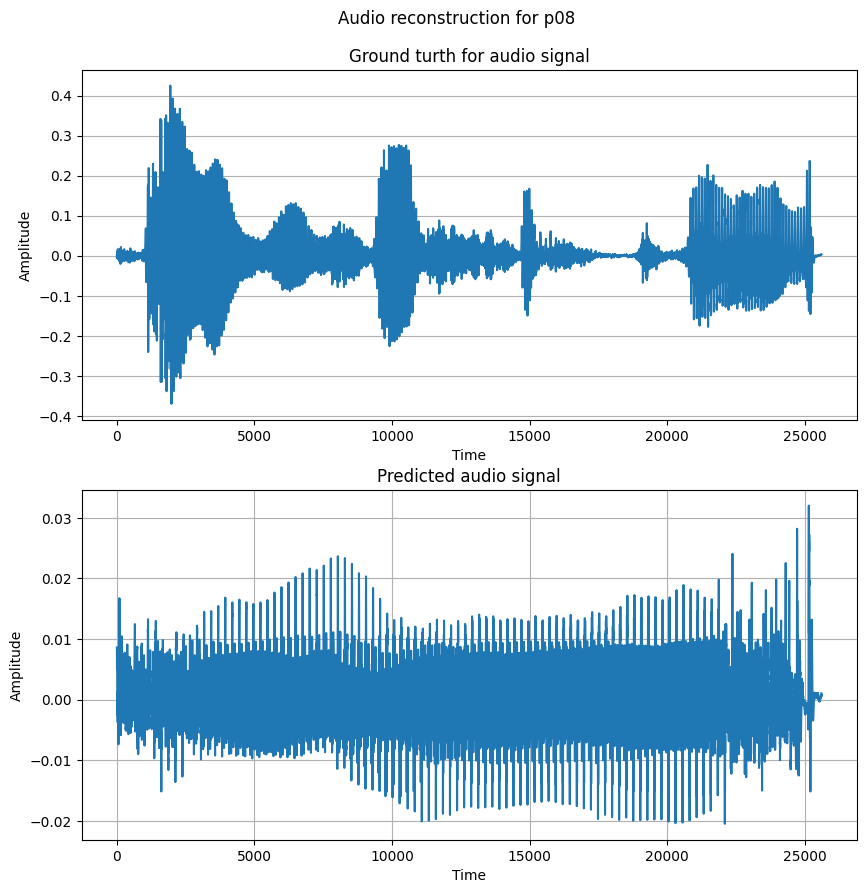 Audio reconstruction for p08
Ground turth for audio signal
0.4
0.3
0.2
0.1
0.0
−0.1
−0.2
−0.3
−0.4
Amplitude
0 5000 10000 15000 20000 25000
Time
Predicted audio signal
0.03
0.02
0.01
0.00
−0.01
−0.02
Amplitude
0 5000 10000 15000 20000 25000
Time